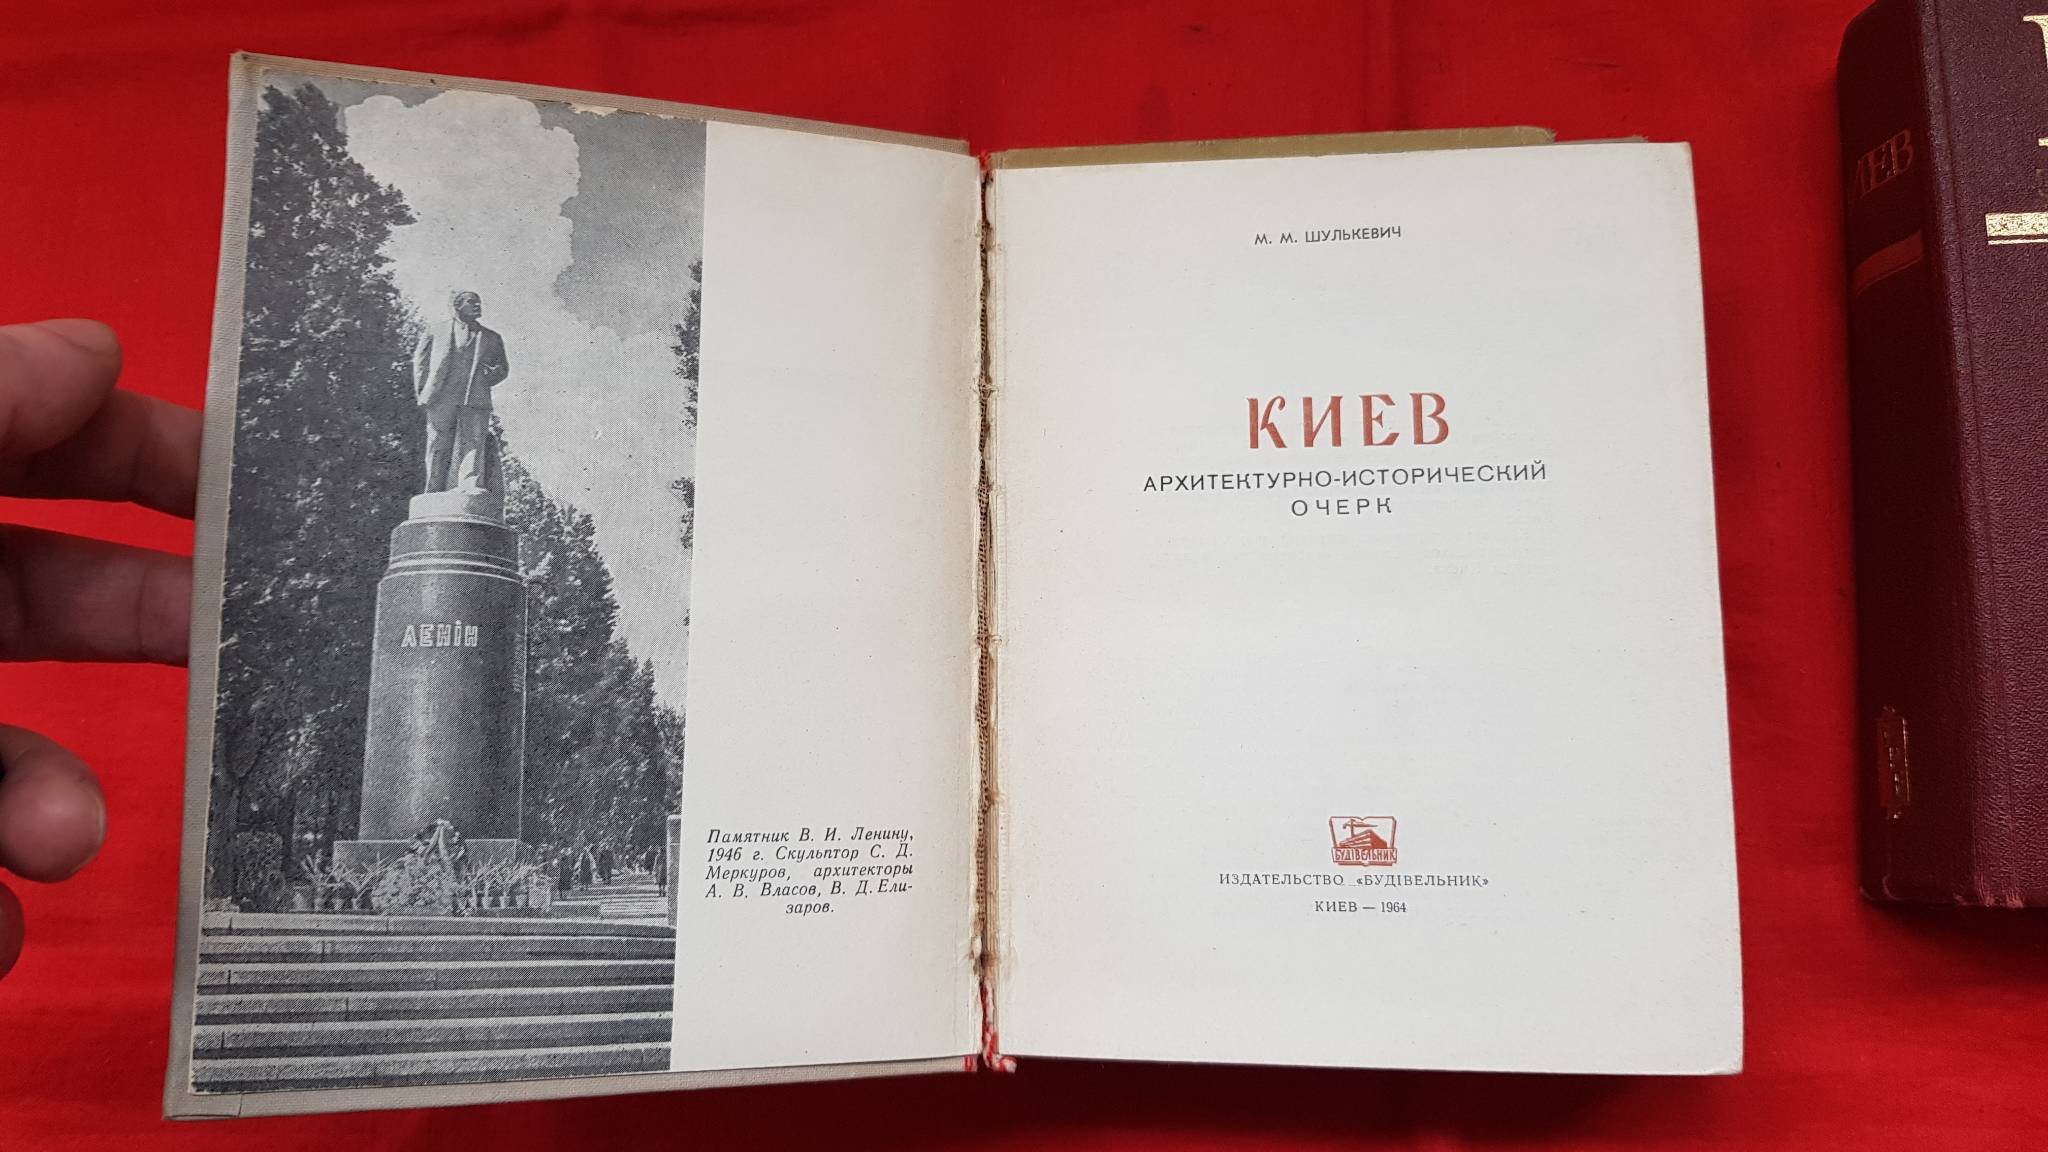 ЛЕНІН
Памятник В. И. Ленину,
1946 г. Скульптор С. Д.
Меркуров, архитекторы
А. В. Власов, В. Д. Ели-
заров.
М. М. ШУЛЬКЕВИЧ
КИЕВ
АРХИТЕКТУРНО-ИСТОРИЧЕСКИЙ
ОЧЕРК
БУДІВЕЛЬНИК
ИЗДАТЕЛЬСТВО «БУДІВЕЛЬНИК»
КИЕВ — 1964